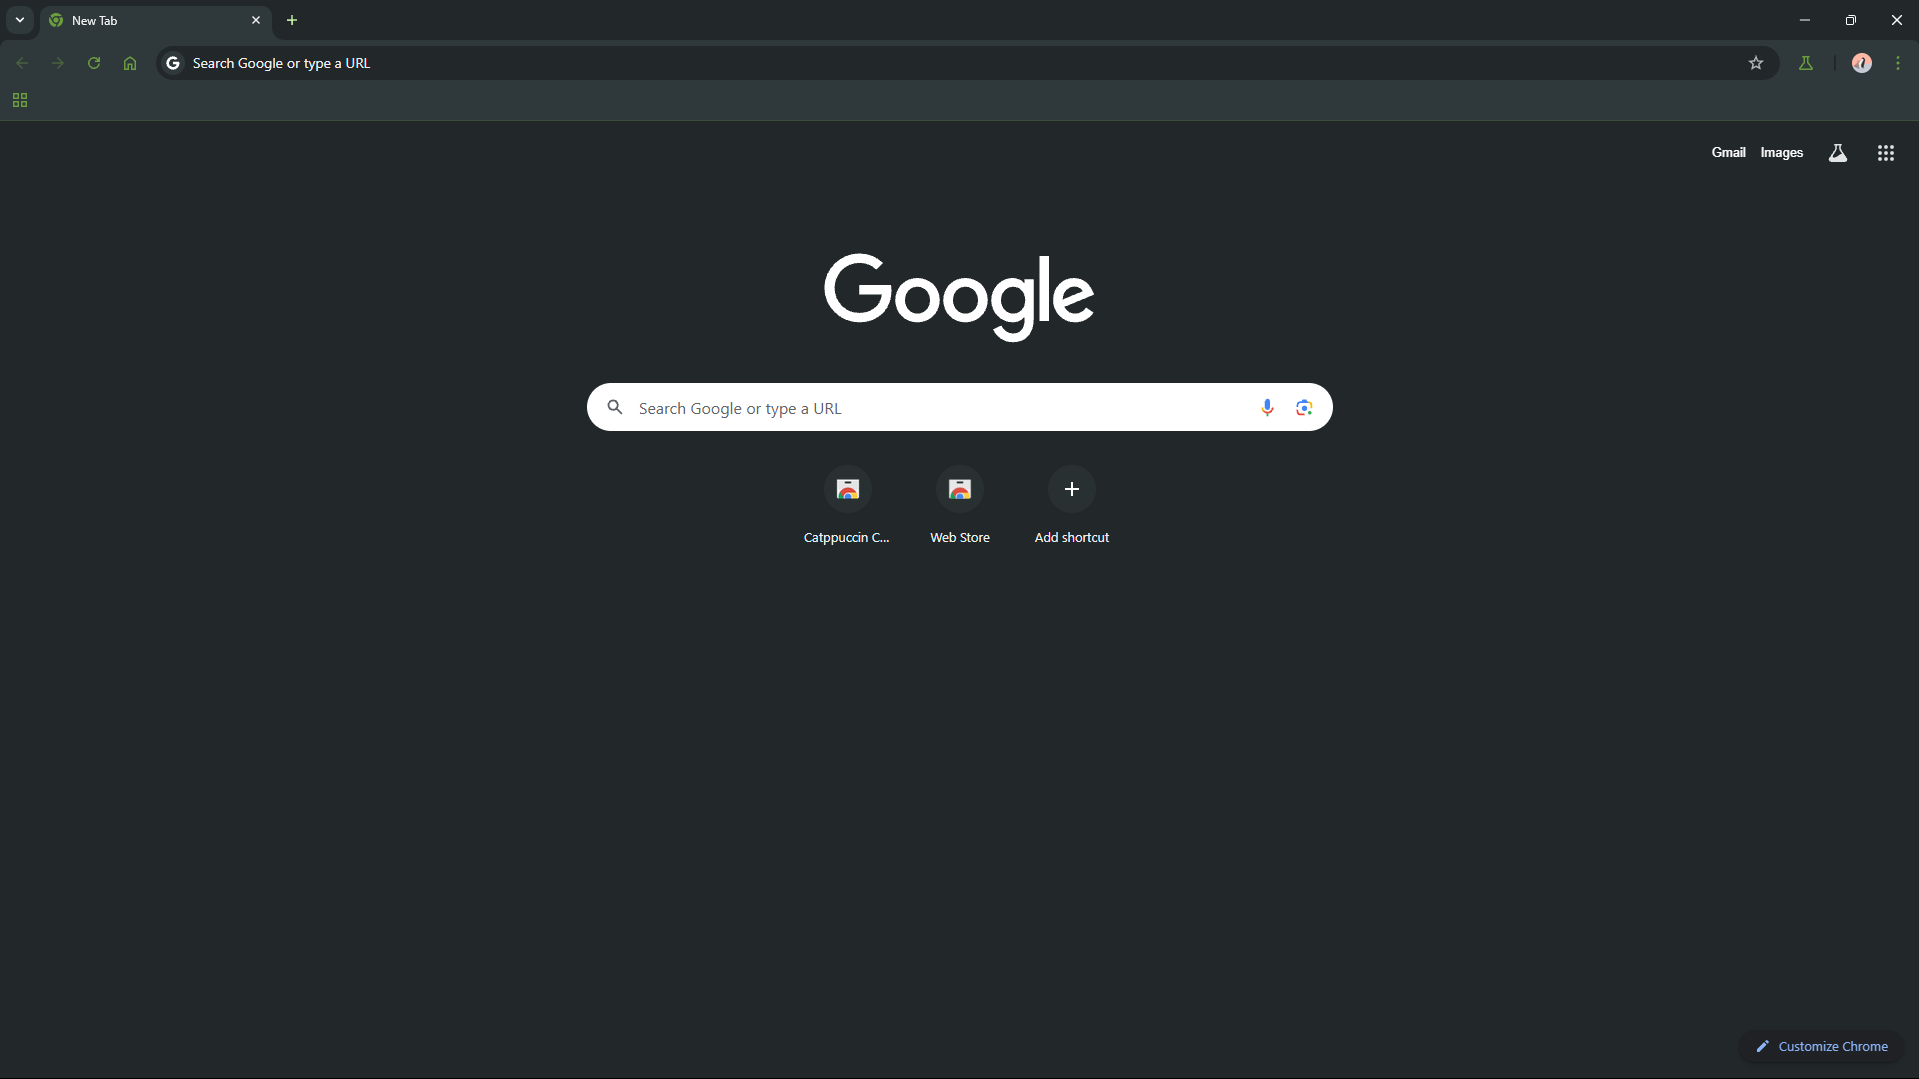 New Tab
Search Google or type a URL
Gmail Images
Google
Search Google or type a URL
Catppuccin C...
Web Store
Add shortcut
Customize Chrome